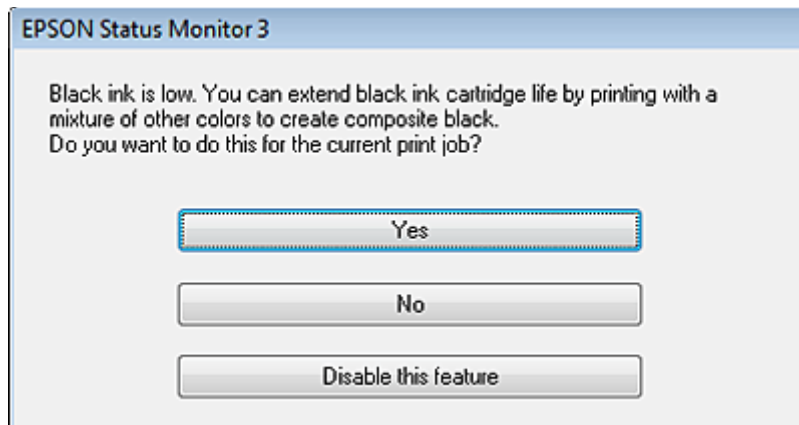 EPSON Status Monitor 3
Black ink is low. You can extend black ink cartridge life by printing with a
mixture of other colors to create composite black.
Do you want to do this for the current print job?
Yes
No
Disable this feature